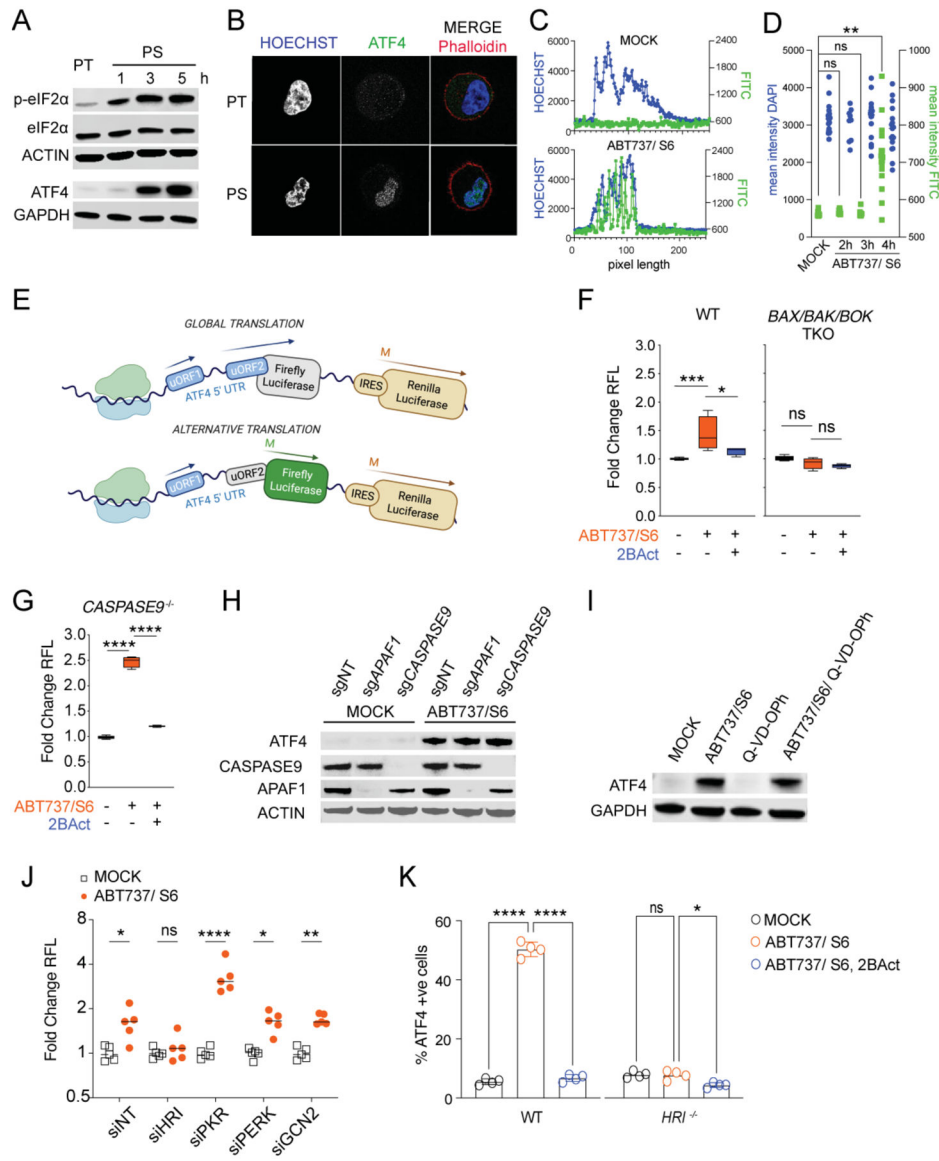 A
PT
PS
1 3 5 h
p-eIF2α
eIF2α
ACTIN
ATF4
GAPDH
B
HOECHST
ATF4
MERGE
Phalloidin
PT
PS
C
MOCK
HOECHST
6000
4000
2000
0
FITC
2400
1800
1200
600
ABT737/ S6
HOECHST
6000
4000
2000
0
FITC
2400
1800
1200
600
0 100 200
pixel length
D
**
ns
ns
mean intensity DAPI
5000
4000
3000
2000
1000
0
mean intensity FITC
1000
900
800
700
600
500
MOCK
2h 3h 4h
ABT737/ S6
E
GLOBAL TRANSLATION
M
uORF1
uORF2
Firefly
Luciferase
ATF4 5' UTR
IRES
Renilla
Luciferase
ALTERNATIVE TRANSLATION
M
M
uORF1
uORF2
Firefly
Luciferase
ATF4 5' UTR
IRES
Renilla
Luciferase
F
WT
BAX/BAK/BOK
TKO
Fold Change RFL
3.0
2.5
2.0
1.5
1.0
0.0
***
*
ns
ns
ABT737/S6 - + + - + +
2BAct - - + - - +
G
CASPASE9-/-
Fold Change RFL
3.0
2.5
2.0
1.5
1.0
0.0
****
****
ABT737/S6 - + +
2BAct - - +
H
sgNT
sgAPAF1
sgCASPASE9
sgNT
sgAPAF1
sgCASPASE9
MOCK
ABT737/S6
ATF4
CASPASE9
APAF1
ACTIN
I
MOCK
ABT737/S6
Q-VD-OPh
ABT737/S6/ Q-VD-OPh
ATF4
GAPDH
J
MOCK
ABT737/ S6
Fold Change RFL
8
4
2
1
0.5
* ns **** * **
siNT
siHRI
siPKR
siPERK
siGCN2
K
% ATF4 +ve cells
60
40
20
0
**** ****
ns *
WT
HRI -/-
MOCK
ABT737/ S6
ABT737/ S6, 2BAct